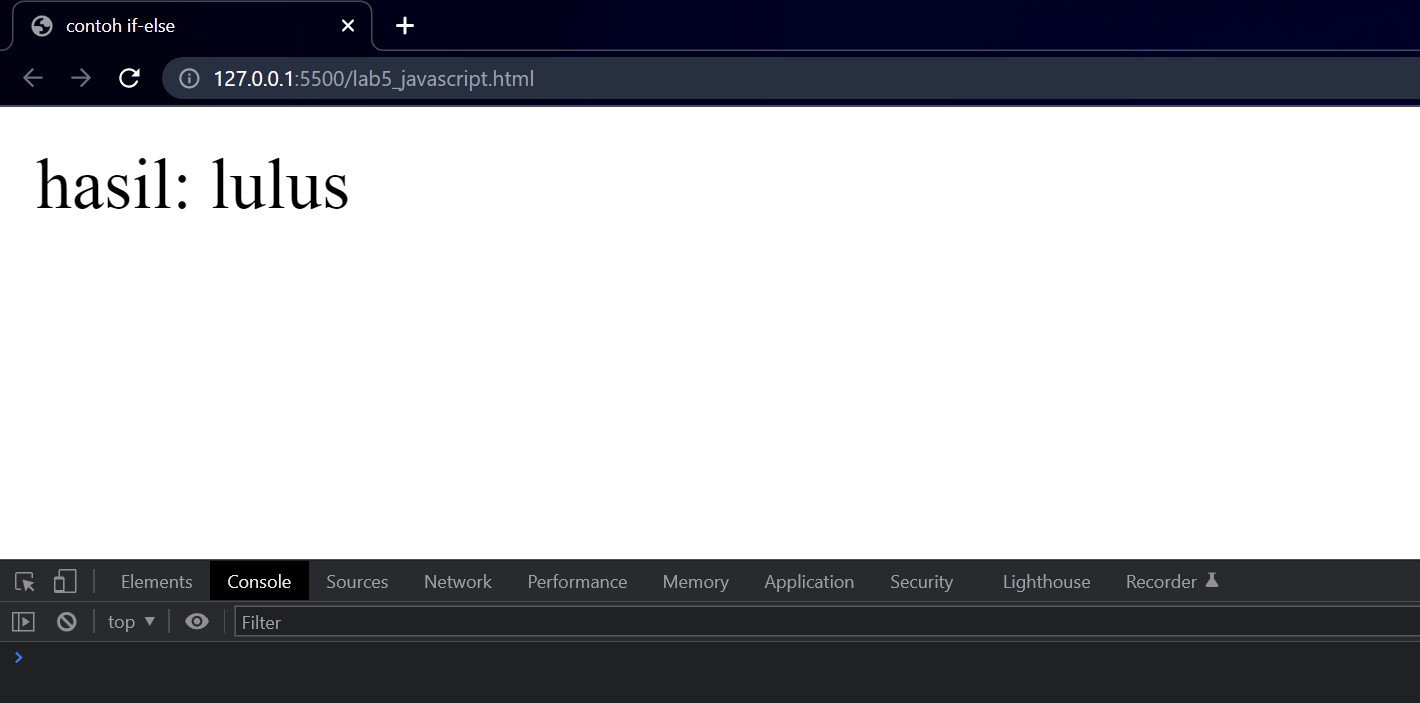 contoh if-else
127.0.0.1:5500/lab5_javascript.html
hasil: lulus
Elements Console Sources Network Performance Memory Application Security Lighthouse Recorder
top Filter